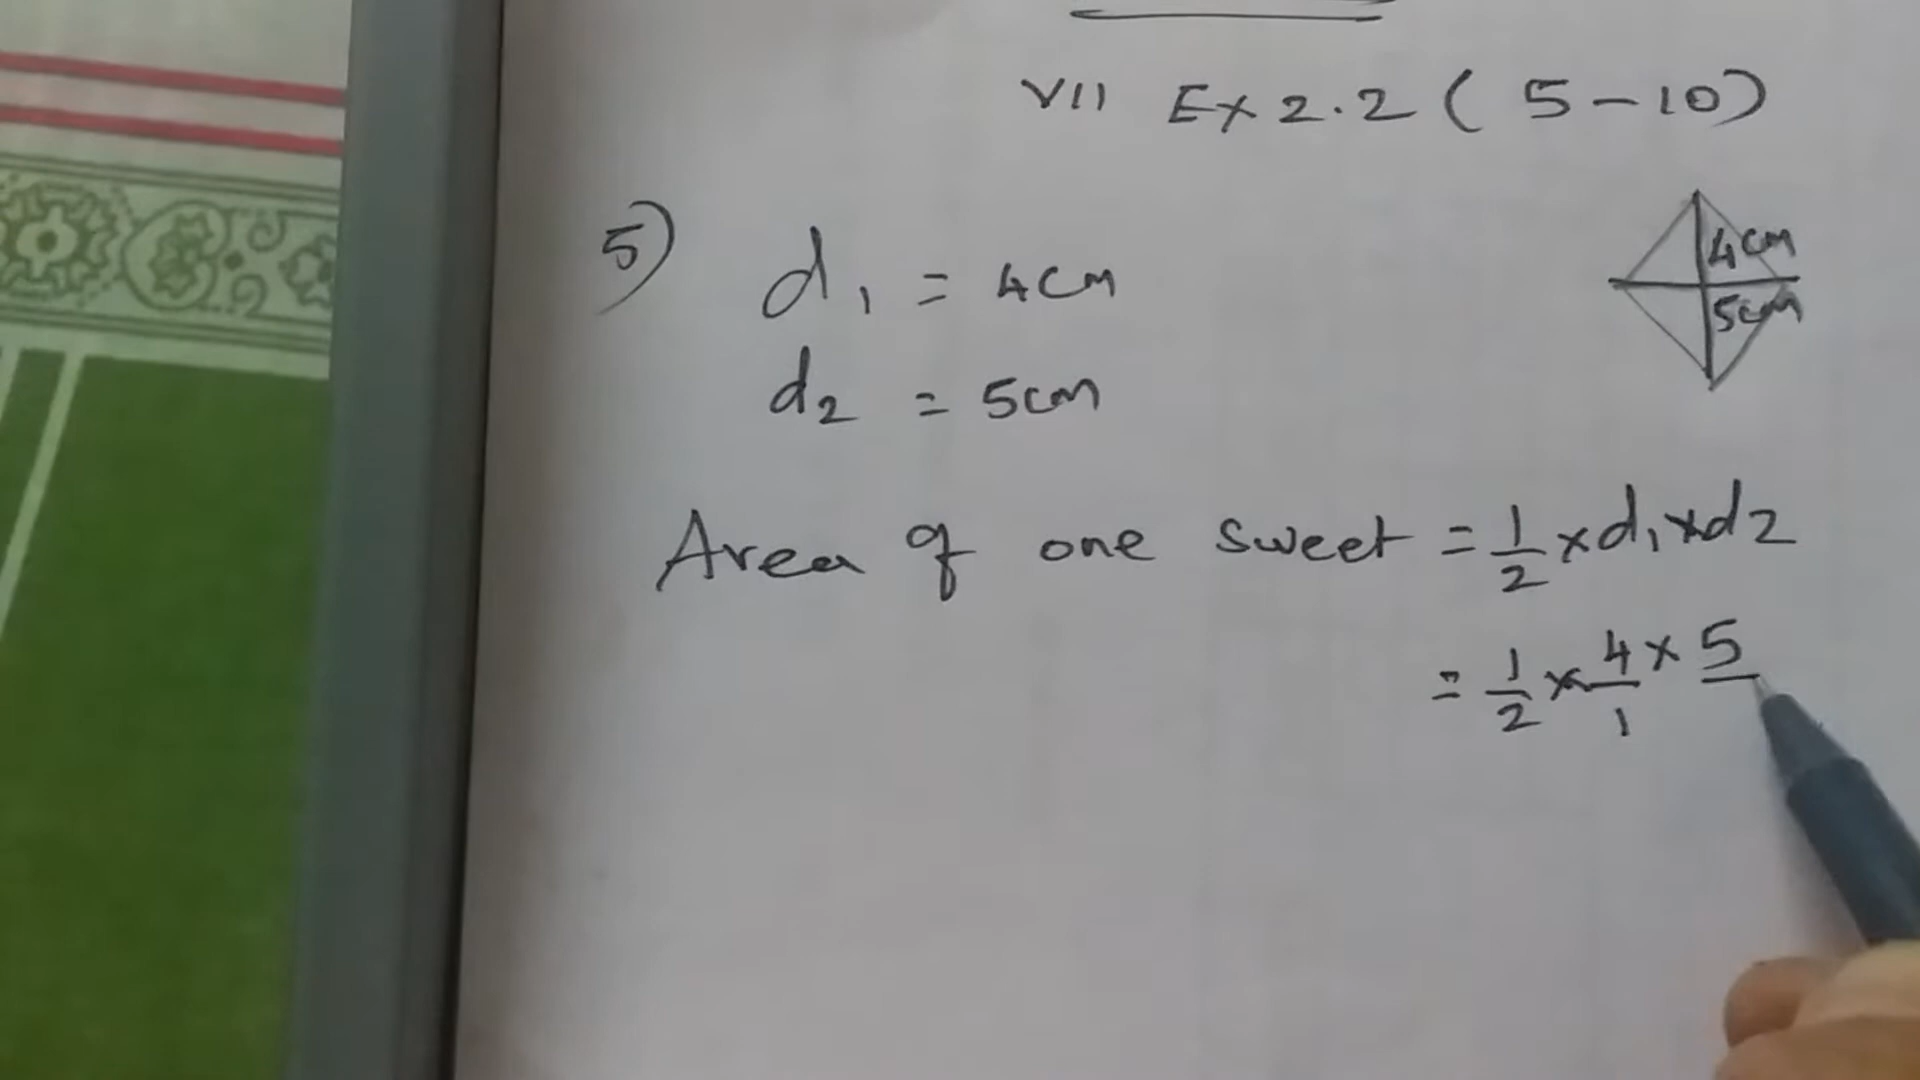 VII Ex 2.2 ( 5 - 10 )
5) d1 = 4cm
4cm
5cm
d2 = 5cm
Area of one sweet = 1/2 x d1 x d2
= 1/2 x 4/1 x 5